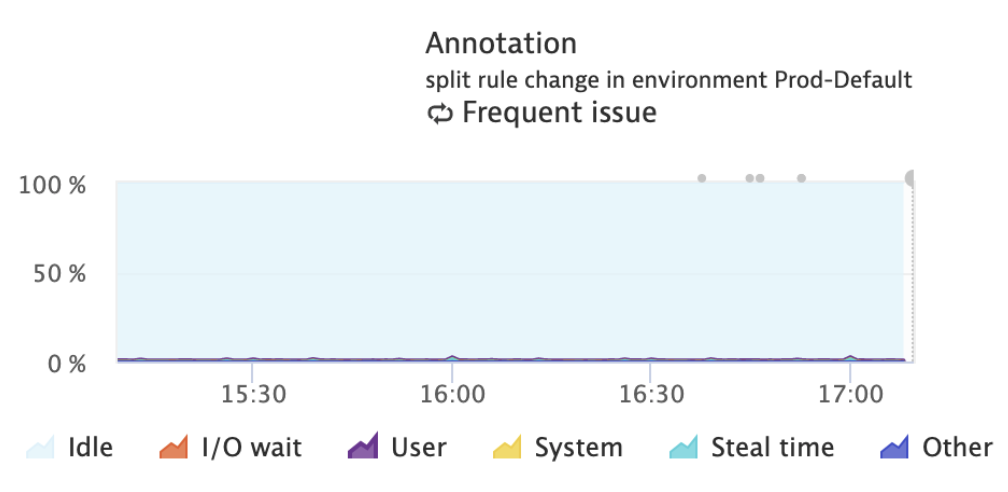 Annotation
split rule change in environment Prod-Default
Frequent issue
100 %
50 %
0 %
15:30 16:00 16:30 17:00
Idle I/O wait User System Steal time Other